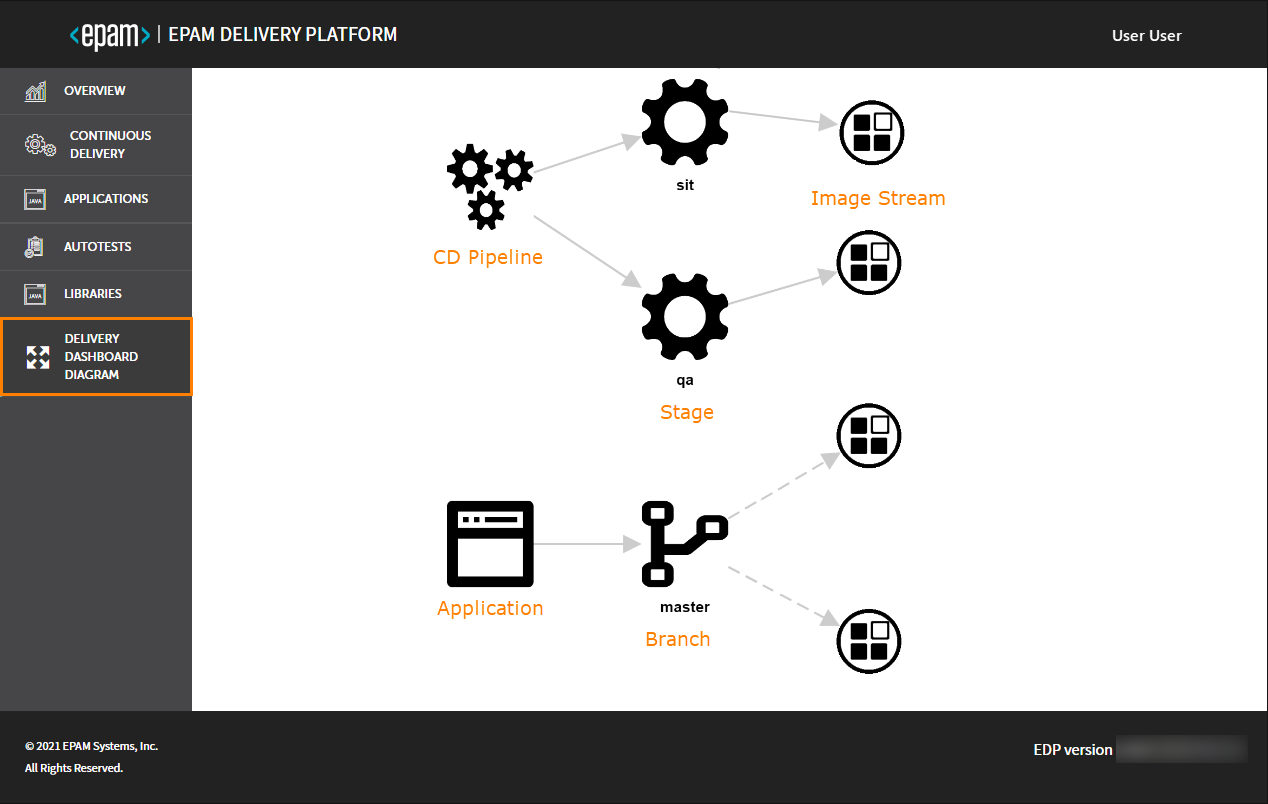 <epam> | EPAM DELIVERY PLATFORM
User User
OVERVIEW
CONTINUOUS
DELIVERY
JAVA
APPLICATIONS
AUTOTESTS
JAVA
LIBRARIES
DELIVERY
DASHBOARD
DIAGRAM
sit
Image Stream
CD Pipeline
qa
Stage
master
Application
Branch
© 2021 EPAM Systems, Inc.
All Rights Reserved.
EDP version